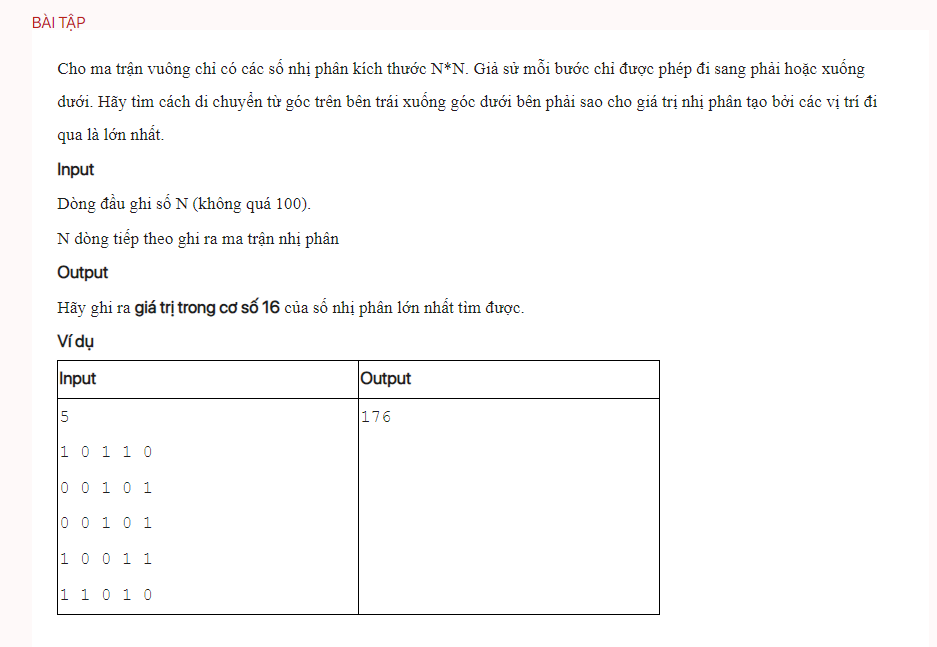 BÀI TẬP
Cho ma trận vuông chỉ có các số nhị phân kích thước N*N. Giả sử mỗi bước chỉ được phép đi sang phải hoặc xuống
dưới. Hãy tìm cách di chuyển từ góc trên bên trái xuống góc dưới bên phải sao cho giá trị nhị phân tạo bởi các vị trí đi
qua là lớn nhất.
Input
Dòng đầu ghi số N (không quá 100).
N dòng tiếp theo ghi ra ma trận nhị phân
Output
Hãy ghi ra giá trị trong cơ số 16 của số nhị phân lớn nhất tìm được.
Ví dụ
Input Output
5 176
1 0 1 1 0
0 0 1 0 1
0 0 1 0 1
1 0 0 1 1
1 1 0 1 0